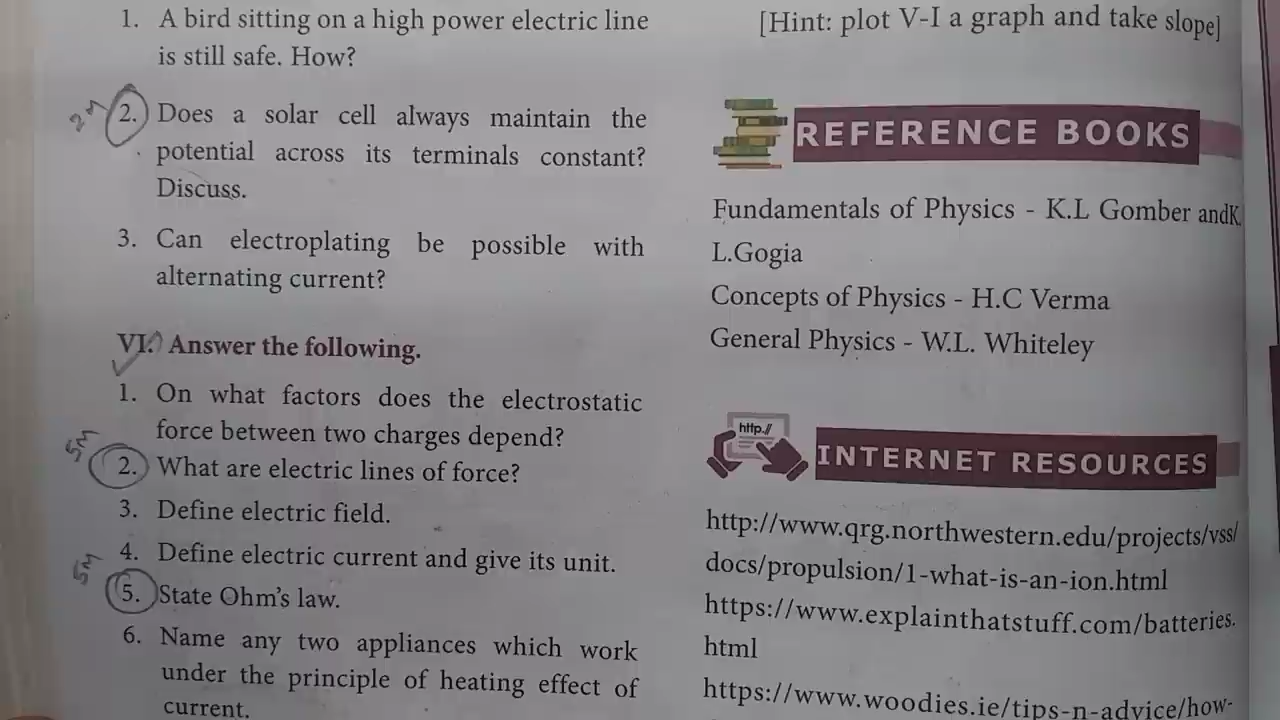 1. A bird sitting on a high power electric line
is still safe. How?
2M
2. Does a solar cell always maintain the
potential across its terminals constant?
Discuss.
3. Can electroplating be possible with
alternating current?
VI. Answer the following.
1. On what factors does the electrostatic
force between two charges depend?
5M
2. What are electric lines of force?
3. Define electric field.
4. Define electric current and give its unit.
5M
5. State Ohm's law.
6. Name any two appliances which work
under the principle of heating effect of
current.
[Hint: plot V-I a graph and take slope]
REFERENCE BOOKS
Fundamentals of Physics - K.L Gomber andK
L.Gogia
Concepts of Physics - H.C Verma
General Physics - W.L. Whiteley
http://
INTERNET RESOURCES
http://www.qrg.northwestern.edu/projects/vss/
docs/propulsion/1-what-is-an-ion.html
https://www.explainthatstuff.com/batteries.
html
https://www.woodies.ie/tips-n-advice/how-